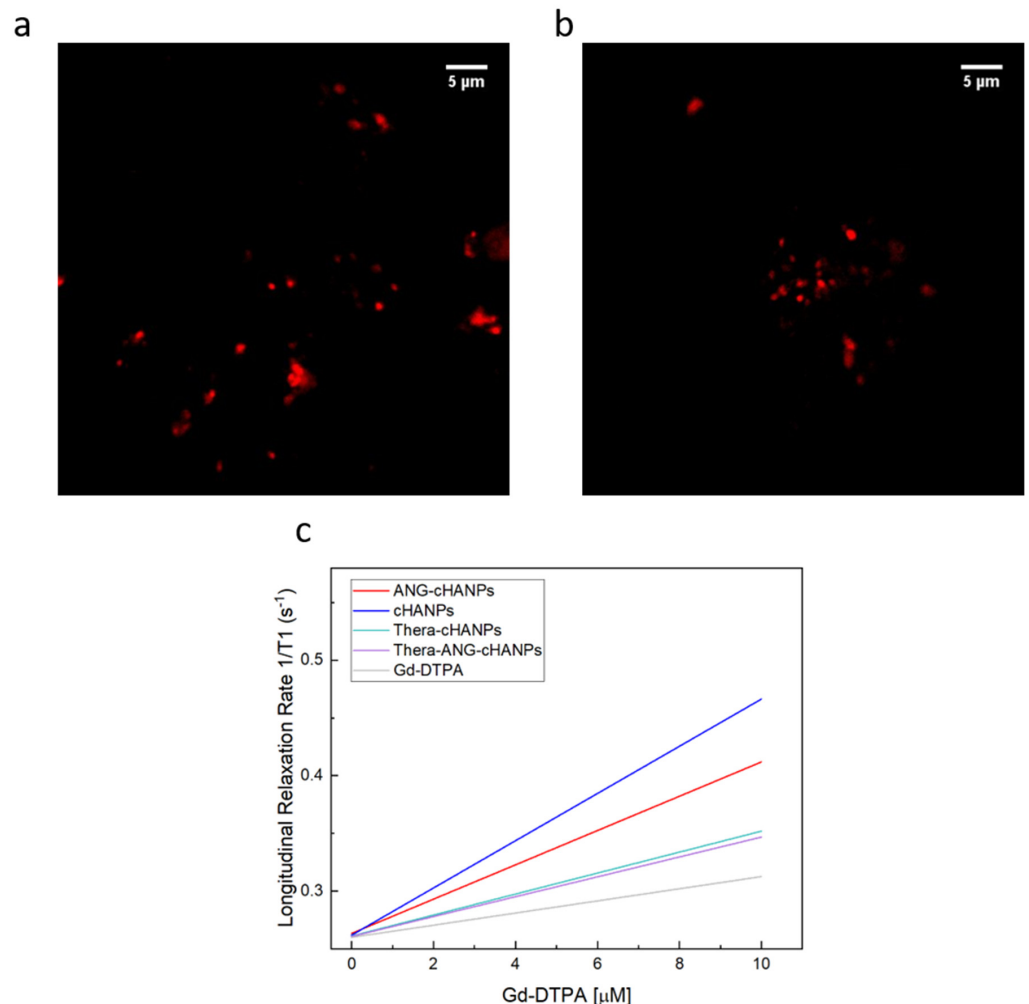 a
b
5 µm
5 µm
c
ANG-cHANPs
cHANPs
Thera-cHANPs
Thera-ANG-cHANPs
Gd-DTPA
Longitudinal Relaxation Rate 1/T1 (s⁻¹)
0.5
0.4
0.3
0 2 4 6 8 10
Gd-DTPA [µM]